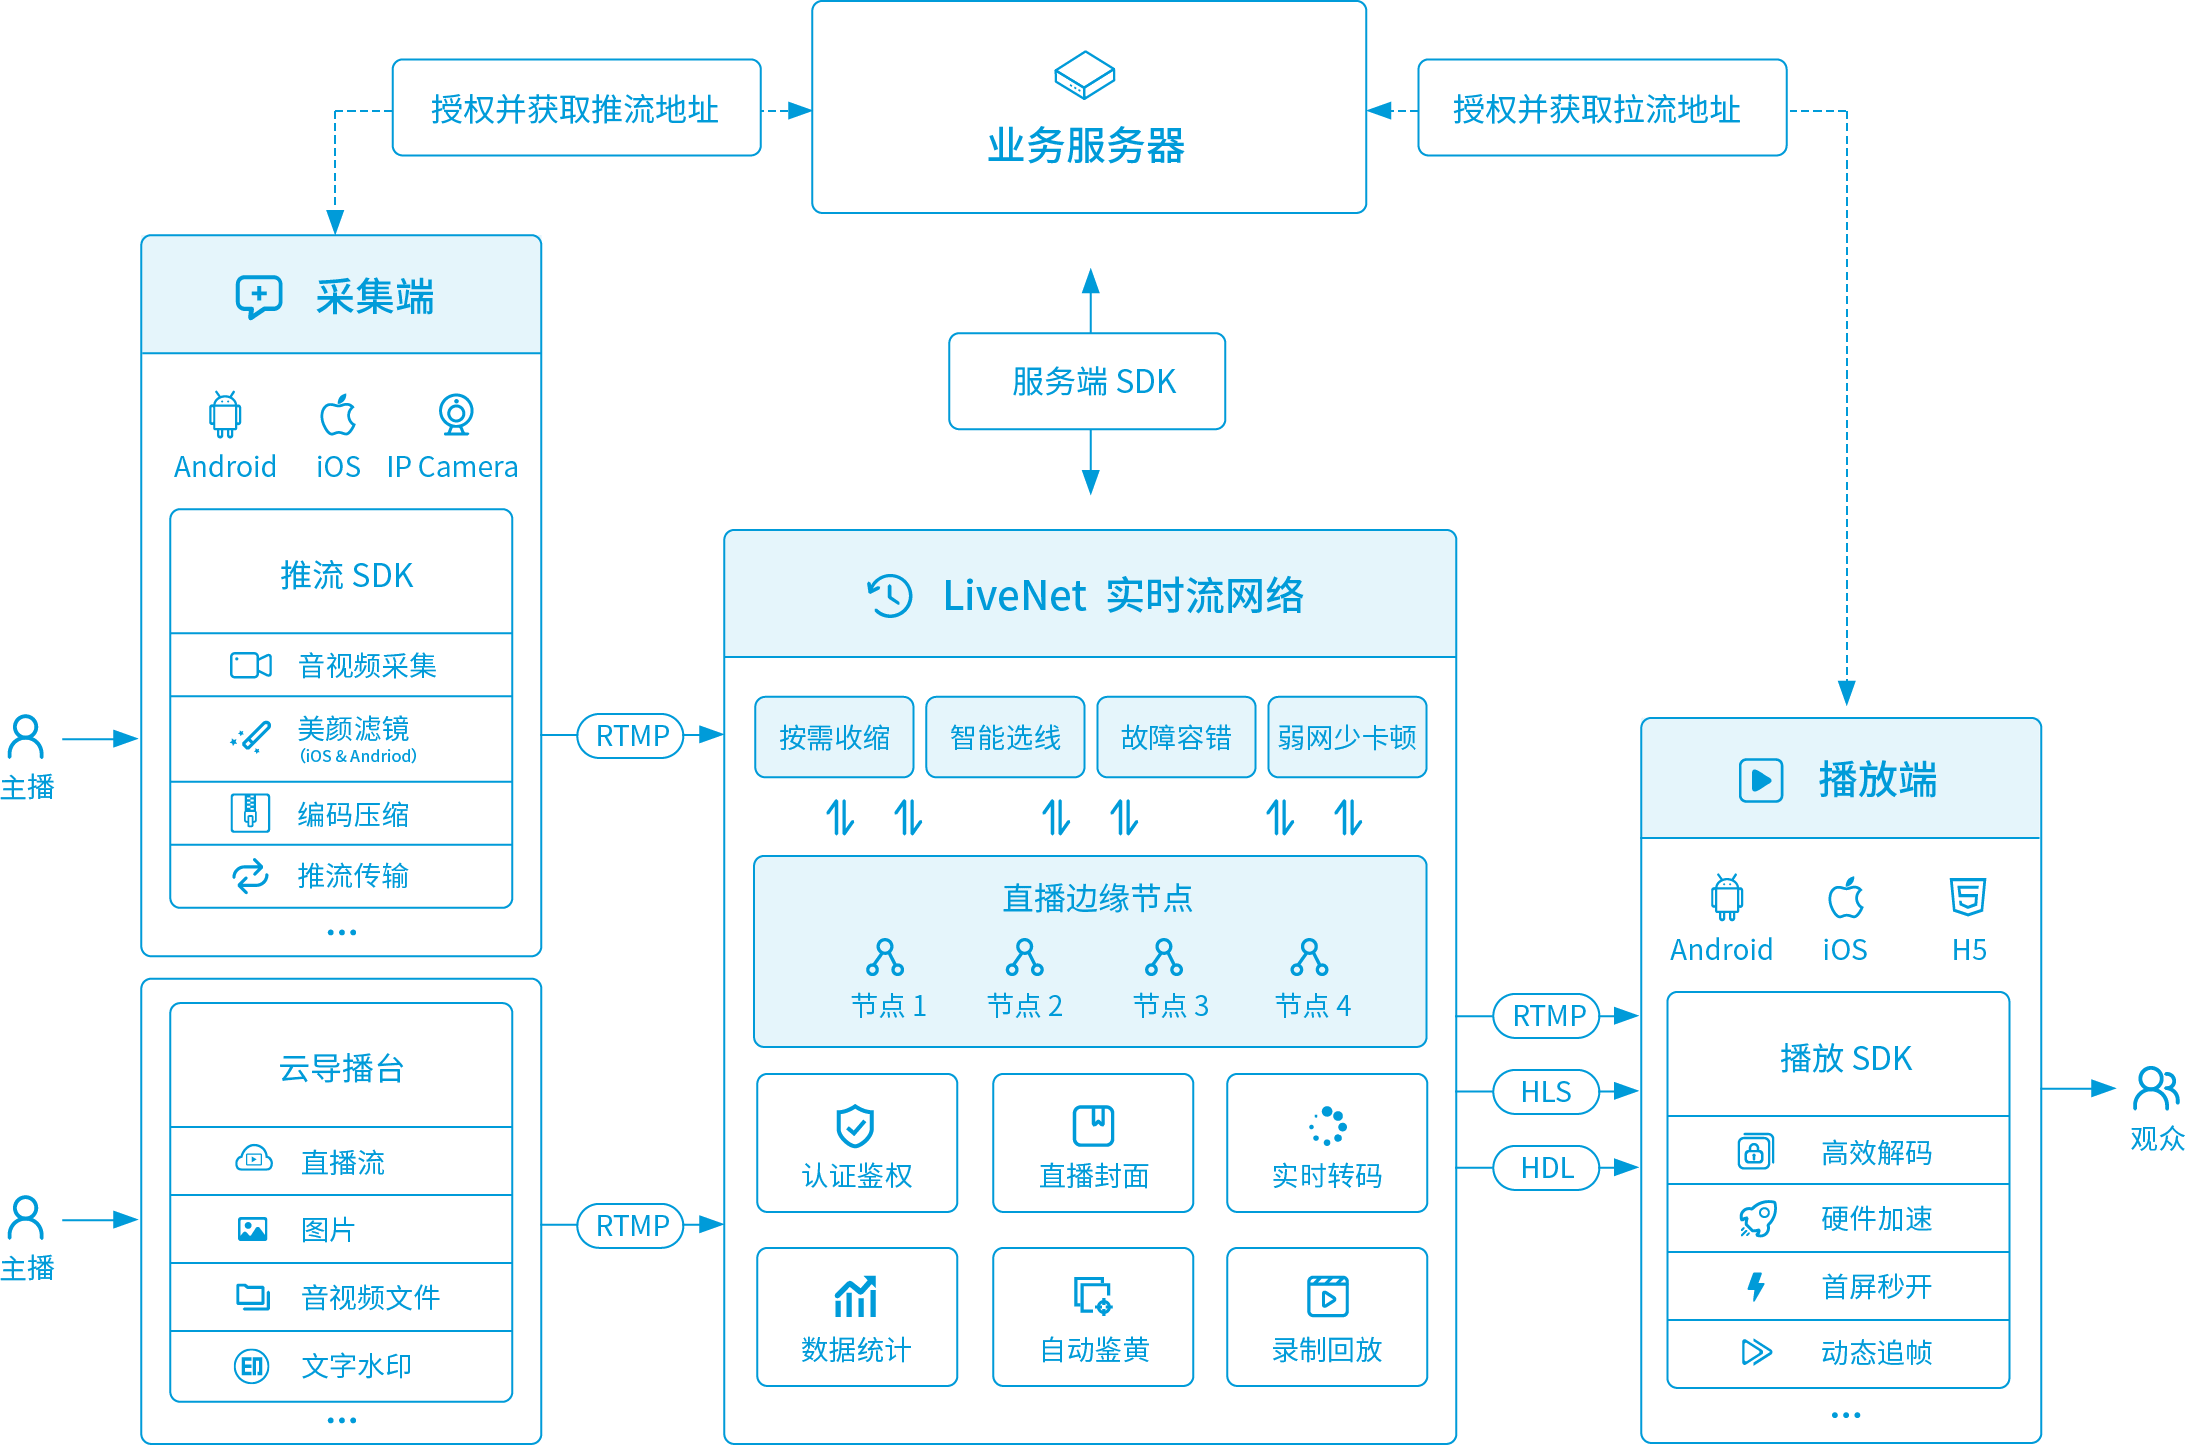 业务服务器
授权并获取推流地址
授权并获取拉流地址
服务端 SDK
主播
采集端
Android
iOS
IP Camera
推流 SDK
音视频采集
美颜滤镜
（iOS & Andriod）
编码压缩
推流传输
...
RTMP
主播
云导播台
直播流
图片
音视频文件
文字水印
...
RTMP
LiveNet 实时流网络
按需收缩
智能选线
故障容错
弱网少卡顿
直播边缘节点
节点 1
节点 2
节点 3
节点 4
认证鉴权
直播封面
实时转码
数据统计
自动鉴黄
录制回放
RTMP
HLS
HDL
播放端
Android
iOS
H5
播放 SDK
高效解码
硬件加速
首屏秒开
动态追帧
...
观众